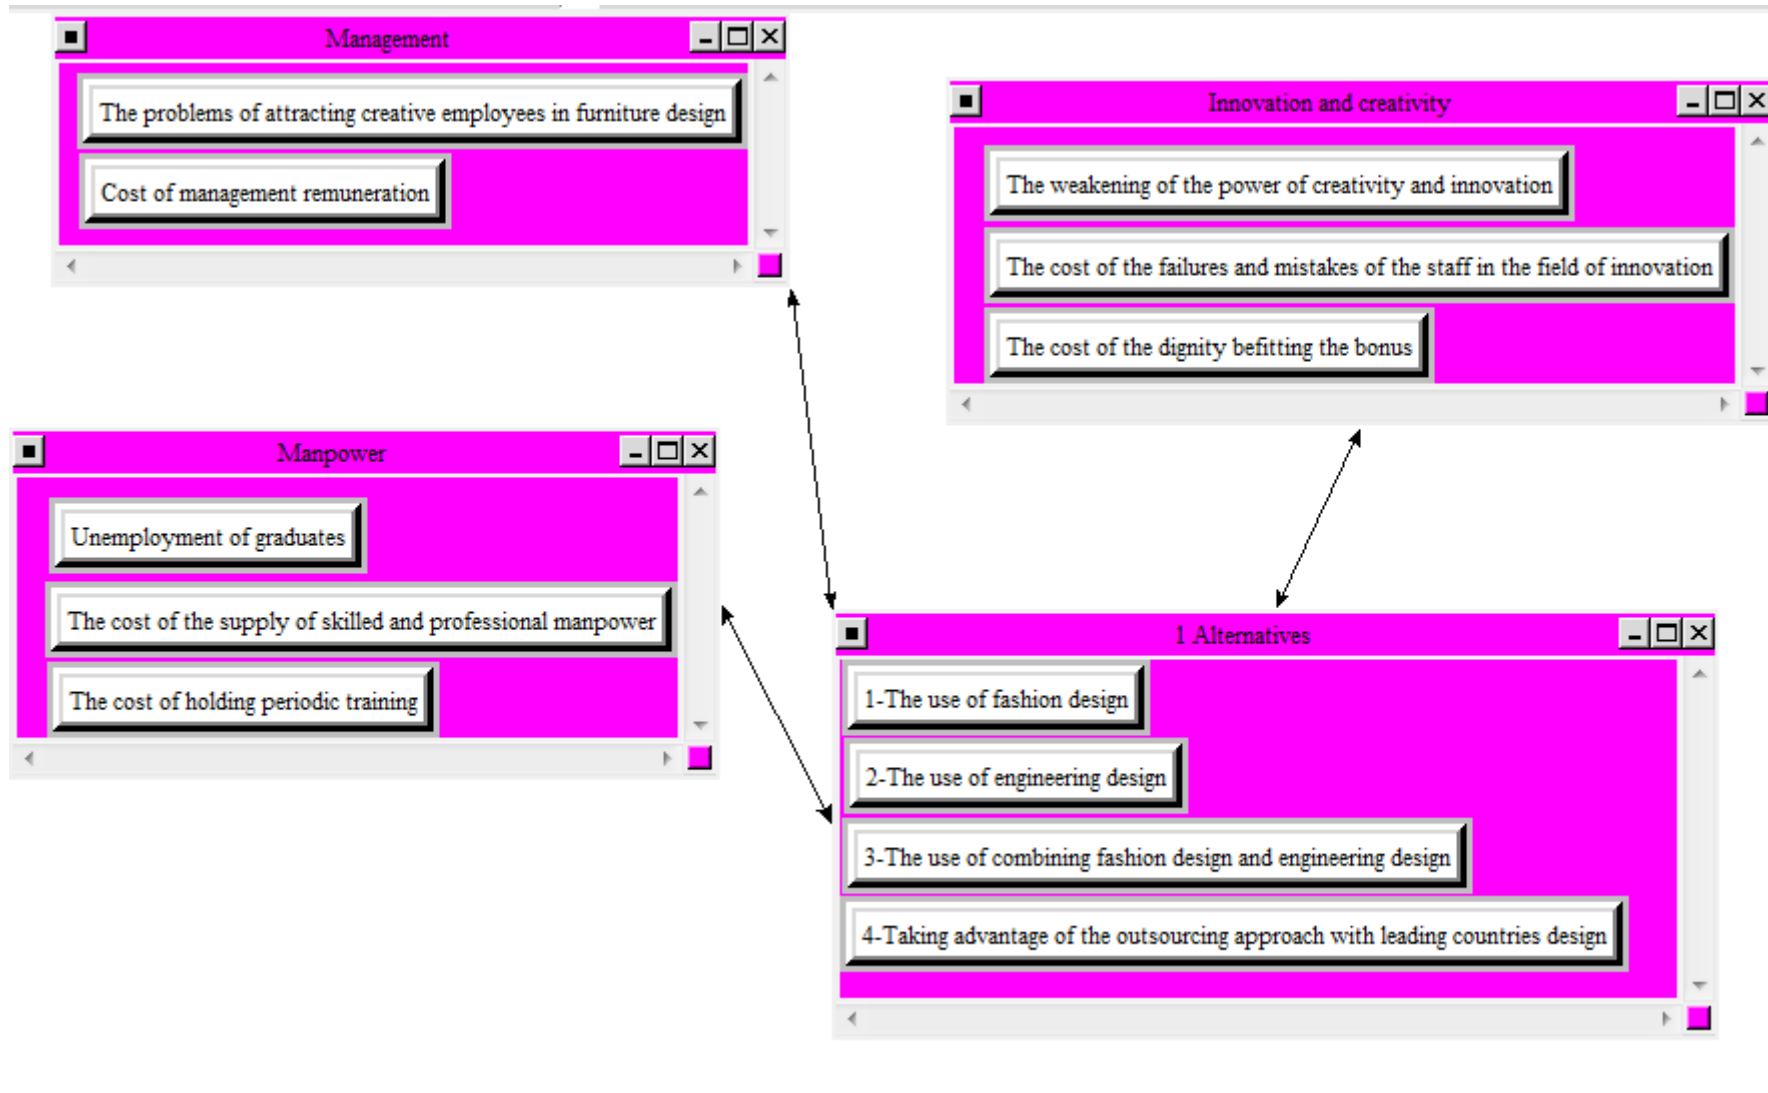 Management
The problems of attracting creative employees in furniture design
Cost of management remuneration
Innovation and creativity
The weakening of the power of creativity and innovation
The cost of the failures and mistakes of the staff in the field of innovation
The cost of the dignity befitting the bonus
Manpower
Unemployment of graduates
The cost of the supply of skilled and professional manpower
The cost of holding periodic training
1 Alternatives
1-The use of fashion design
2-The use of engineering design
3-The use of combining fashion design and engineering design
4-Taking advantage of the outsourcing approach with leading countries design